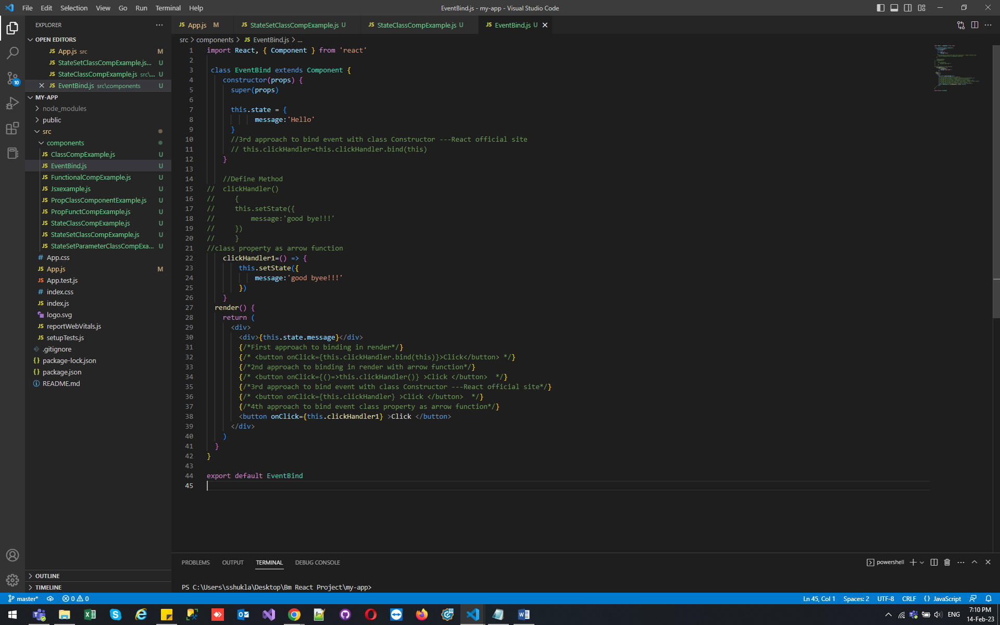 File Edit Selection View Go Run Terminal Help
EventBind.js - my-app - Visual Studio Code
EXPLORER
OPEN EDITORS
JS App.js src M
JS StateSetClassCompExample.js... U
JS StateClassCompExample.js src\... U
JS EventBind.js src\components U
MY-APP
node_modules
public
src
components
JS ClassCompExample.js U
JS EventBind.js U
JS FunctionalCompExample.js U
JS Jsxexample.js U
JS PropClassComponentExample.js U
JS PropFunctCompExample.js U
JS StateClassCompExample.js U
JS StateSetClassCompExample.js U
JS StateSetParameterClassCompExa... U
# App.css
JS App.js M
JS App.test.js
# index.css
JS index.js
logo.svg
JS reportWebVitals.js
JS setupTests.js
.gitignore
{} package-lock.json
{} package.json
README.md
OUTLINE
TIMELINE
10
JS App.js M JS StateSetClassCompExample.js U JS StateClassCompExample.js U JS EventBind.js U
src > components > JS EventBind.js > ...
1 import React, { Component } from 'react'
2
3 class EventBind extends Component {
4 constructor(props) {
5 super(props)
6
7 this.state = {
8 message:'Hello'
9 }
10 //3rd approach to bind event with class Constructor ---React official site
11 // this.clickHandler=this.clickHandler.bind(this)
12 }
13
14 //Define Method
15 // clickHandler()
16 // {
17 // this.setState({
18 // message:'good bye!!!'
19 // })
20 // }
21 //class property as arrow function
22 clickHandler1=() => {
23 this.setState({
24 message:'good byee!!!'
25 })
26 }
27 render() {
28 return (
29 <div>
30 <div>{this.state.message}</div>
31 {/*First approach to binding in render*/}
32 {/* <button onClick={this.clickHandler.bind(this)}>Click</button> */}
33 {/*2nd approach to binding in render with arrow function*/}
34 {/* <button onClick={()=>this.clickHandler()} >Click </button>  */}
35 {/*3rd approach to bind event with class Constructor ---React official site*/}
36 {/* <button onClick={this.clickHandler} >Click </button>  */}
37 {/*4th approach to bind event class property as arrow function*/}
38 <button onClick={this.clickHandler1} >Click </button>
39 </div>
40 )
41 }
42 }
43
44 export default EventBind
45
PROBLEMS OUTPUT TERMINAL DEBUG CONSOLE
powershell
PS C:\Users\sshukla\Desktop\Bm React Project\my-app>
master* 0 0
Ln 45, Col 1 Spaces: 2 UTF-8 CRLF {} JavaScript
ENG
7:10 PM
14-Feb-23